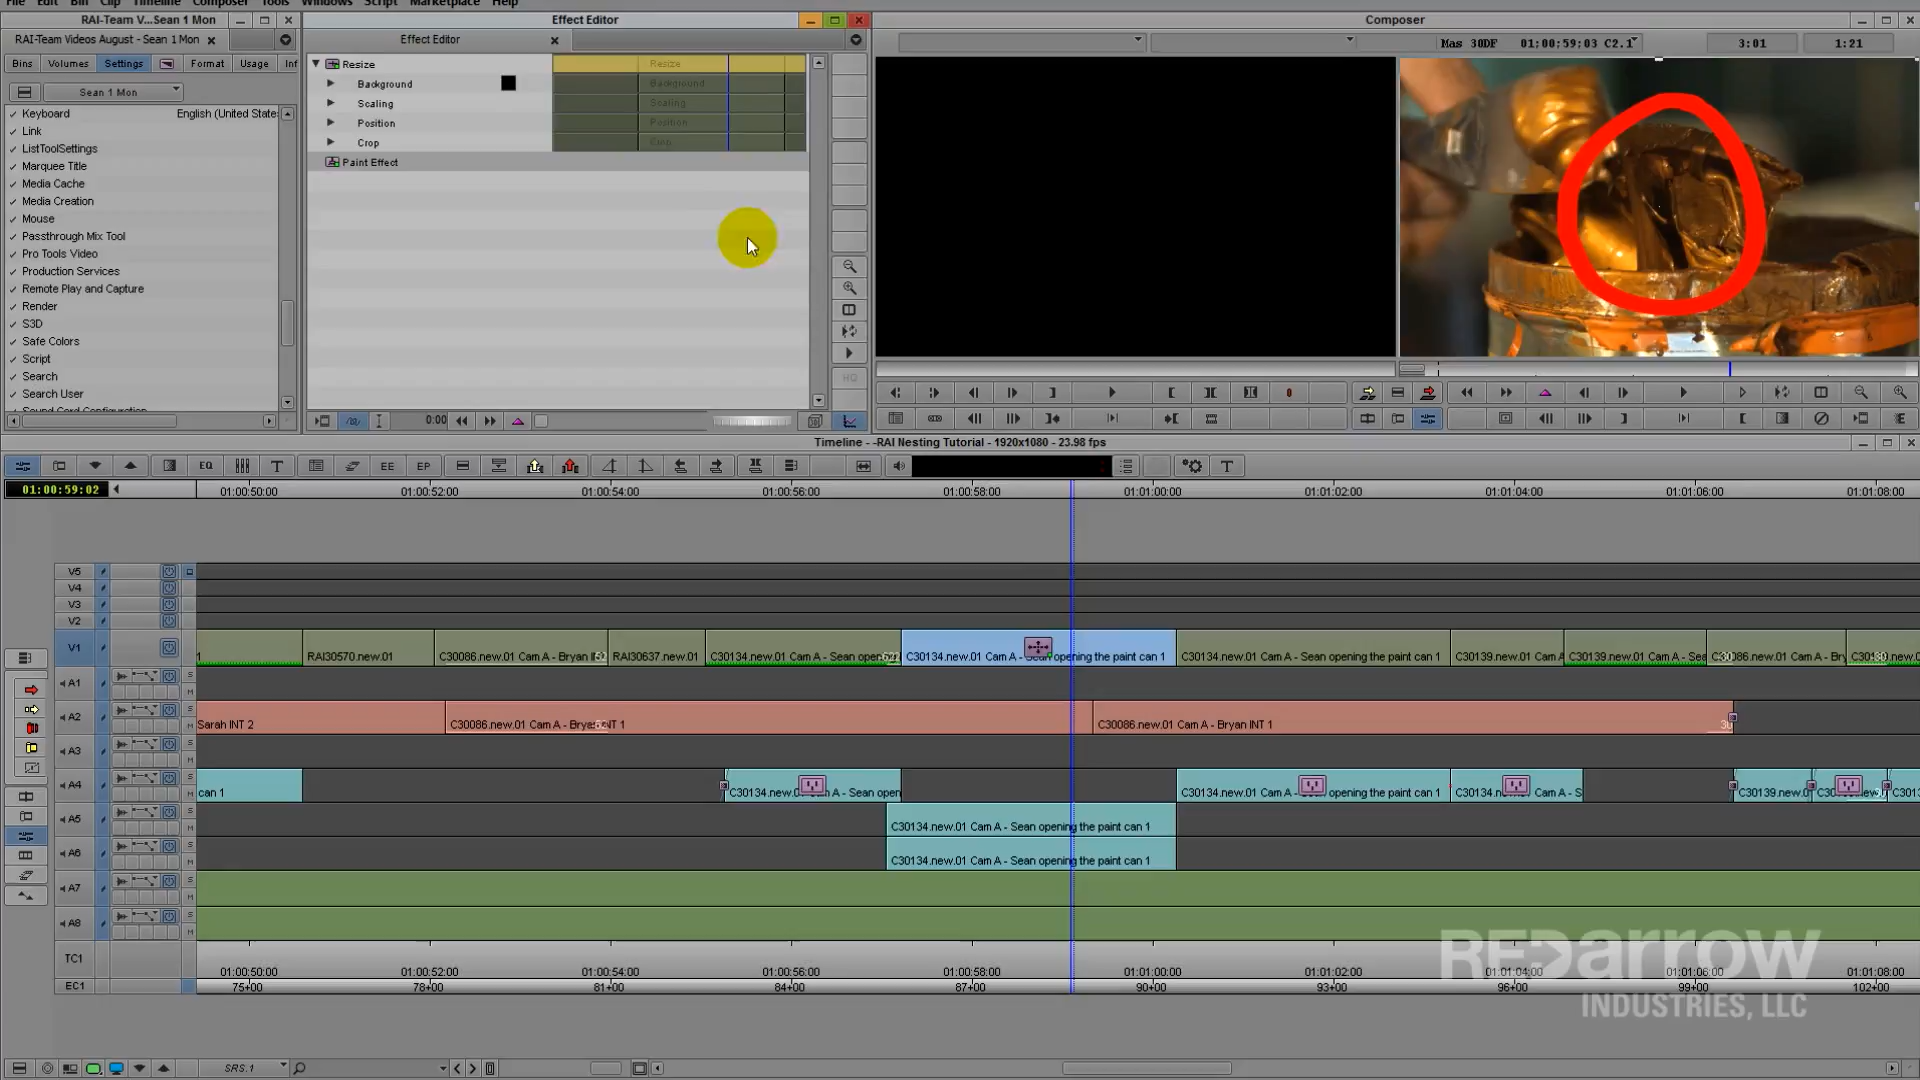 File Edit Bin Clip Timeline Composer Tools Windows Script Marketplace Help
RAI-Team V...Sean 1 Mon
Effect Editor
Composer
RAI-Team Videos August - Sean 1 Mon
Effect Editor
Mas 30DF 01:00:59;03 C2.1
3:01
1:21
Bins Volumes Settings Format Usage Inf
Sean 1 Mon
Keyboard English (United State
Link
ListToolSettings
Marquee Title
Media Cache
Media Creation
Mouse
Passthrough Mix Tool
Pro Tools Video
Production Services
Remote Play and Capture
Render
S3D
Safe Colors
Script
Search
Search User
Sound Card Configuration
Resize Resize
Background Background
Scaling Scaling
Position Position
Crop Crop
Paint Effect
0:00
HQ
Timeline - -RAI Nesting Tutorial - 1920x1080 - 23.98 fps
EQ T EE EP T
01:00:59:02
01:00:50:00 01:00:52:00 01:00:54:00 01:00:56:00 01:00:58:00 01:01:00:00 01:01:02:00 01:01:04:00 01:01:06:00 01:01:08:00
V5
V4
V3
V2
V1
RAI30570.new.01 C30086.new.01 Cam A - Bryan RAI30637.new.01 C30134.new.01 Cam A - Sean open C30134.new.01 Cam A - Sean opening the paint can 1 C30134.new.01 Cam A - Sean opening the paint can 1 C30139.new.01 Cam A C30139.new.01 Cam A - Sea
A1
A2
Sarah INT 2 C30086.new.01 Cam A - Bryan INT 1 C30086.new.01 Cam A - Bryan INT 1
A3
A4
can 1 C30134.new.0 A - Sean open C30134.new.01 Cam A - Sean opening the paint can 1 C30134.n Cam A - S C30139.new.0
A5
C30134.new.01 Cam A - Sean opening the paint can 1
A6
C30134.new.01 Cam A - Sean opening the paint can 1
A7
A8
TC1
01:00:50:00 01:00:52:00 01:00:54:00 01:00:56:00 01:00:58:00 01:01:00:00 01:01:02:00 01:01:04:00 01:01:06:00 01:01:08:00
EC1
75+00 78+00 81+00 84+00 87+00 90+00 93+00 96+00 99+00 102+00
REDarrow
INDUSTRIES, LLC
SRS.1